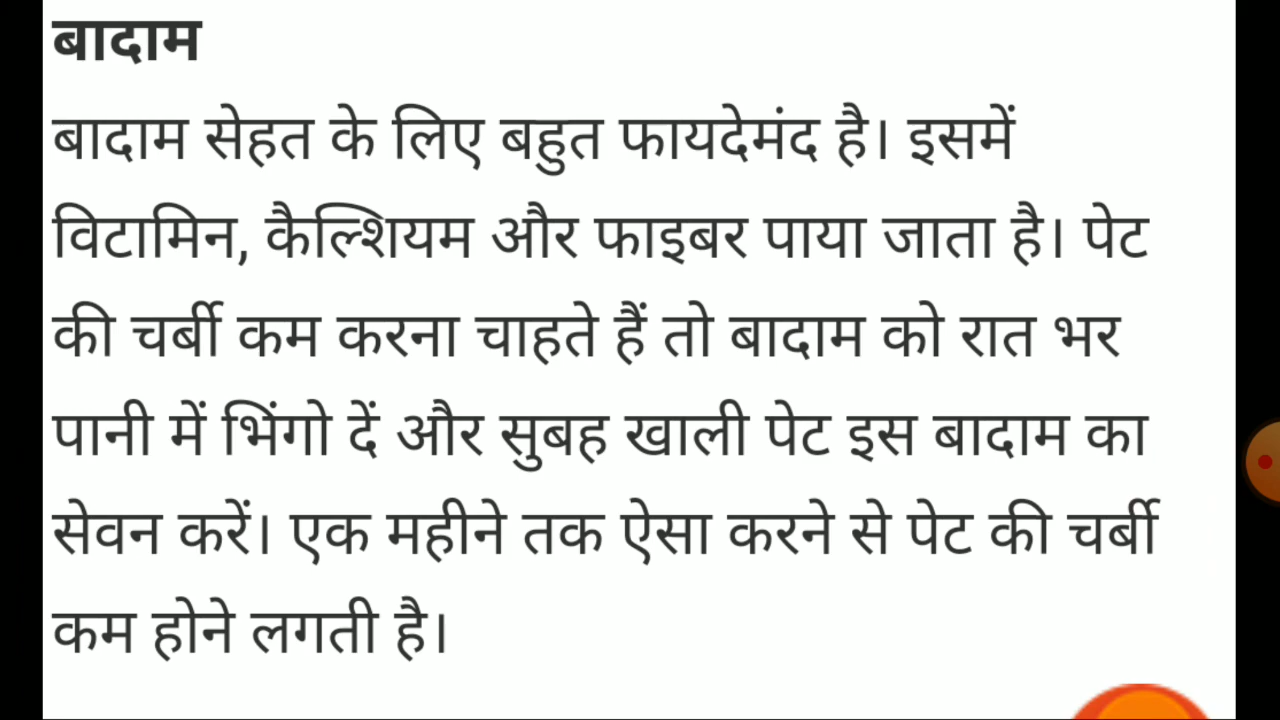 बादाम
बादाम सेहत के लिए बहुत फायदेमंद है। इसमें
विटामिन, कैल्शियम और फाइबर पाया जाता है। पेट
की चर्बी कम करना चाहते हैं तो बादाम को रात भर
पानी में भिंगो दें और सुबह खाली पेट इस बादाम का
सेवन करें। एक महीने तक ऐसा करने से पेट की चर्बी
कम होने लगती है।